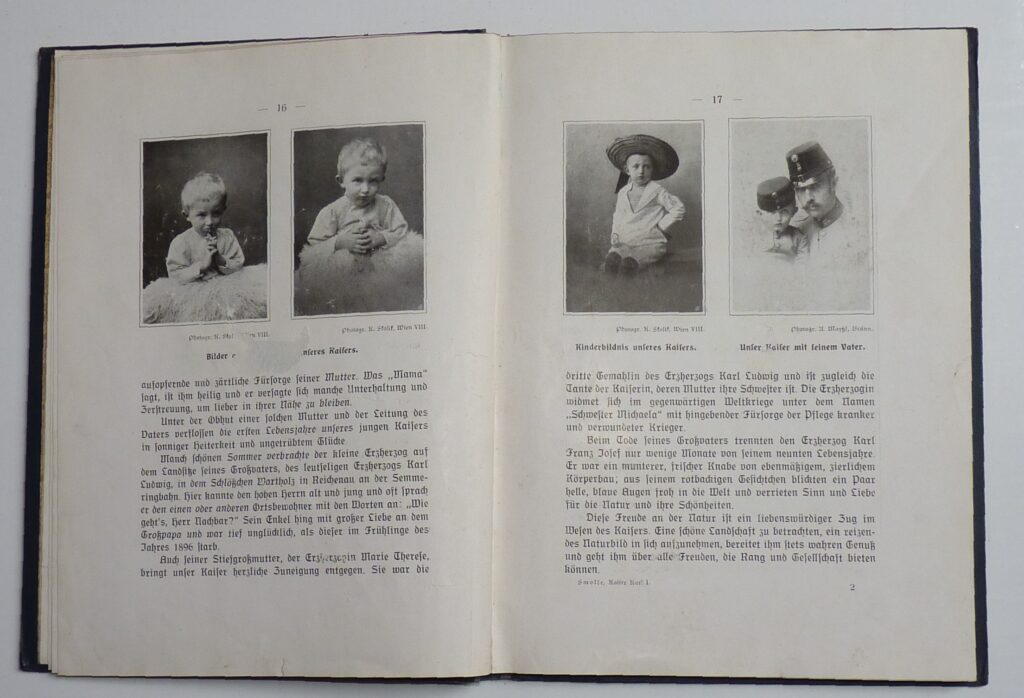 — 16 —
Photogr. K. Skolik, Wien VIII.
Photogr. K. Skolik, Wien VIII.
Bilder unseres Kaisers.
aufopfernde und zärtliche Fürsorge seiner Mutter. Was „Mama“
sagt, ist ihm heilig und er versagte sich manche Unterhaltung und
Zerstreuung, um lieber in ihrer Nähe zu bleiben.
Unter der Obhut einer solchen Mutter und der Leitung des
Vaters verflossen die ersten Lebensjahre unseres jungen Kaisers
in sonniger Heiterkeit und ungetrübtem Glücke.
Manch schönen Sommer verbrachte der kleine Erzherzog auf
dem Landsitze seines Großvaters, des leutseligen Erzherzogs Karl
Ludwig, in dem Schlößchen Wartholz in Reichenau an der Semme-
ringbahn. Hier kannte den hohen Herrn alt und jung und oft sprach
er den einen oder anderen Ortsbewohner mit den Worten an: „Wie
geht's, Herr Nachbar?“ Sein Enkel hing mit großer Liebe an dem
Großpapa und war tief unglücklich, als dieser im Frühlinge des
Jahres 1896 starb.
Auch seiner Stiefgroßmutter, der Erzherzogin Marie Therese,
bringt unser Kaiser herzliche Zuneigung entgegen. Sie war die
— 17 —
Photogr. K. Skolik, Wien VIII.
Kinderbildnis unseres Kaisers.
Photogr. A.
Unser Kaiser mit seinem Vater.
dritte Gemahlin des Erzherzogs Karl Ludwig und ist zugleich die
Tante der Kaiserin, deren Mutter ihre Schwester ist. Die Erzherzogin
widmet sich im gegenwärtigen Weltkriege unter dem Namen
„Schwester Michaela“ mit hingebender Fürsorge der Pflege kranker
und verwundeter Krieger.
Beim Tode seines Großvaters trennten den Erzherzog Karl
Franz Josef nur wenige Monate von seinem neunten Lebensjahre.
Er war ein munterer, frischer Knabe von ebenmäßigem, zierlichem
Körperbau; aus seinem rotbackigen Gesichtchen blickten ein Paar
helle, blaue Augen froh in die Welt und verrieten Sinn und Liebe
für die Natur und ihre Schönheiten.
Diese Freude an der Natur ist ein liebenswürdiger Zug im
Wesen des Kaisers. Eine schöne Landschaft zu betrachten, ein reizen-
des Naturbild in sich aufzunehmen, bereitet ihm stets wahren Genuß
und geht ihm über alle Freuden, die Rang und Gesellschaft bieten
können.
Smolle, Kaiser Karl I.
2